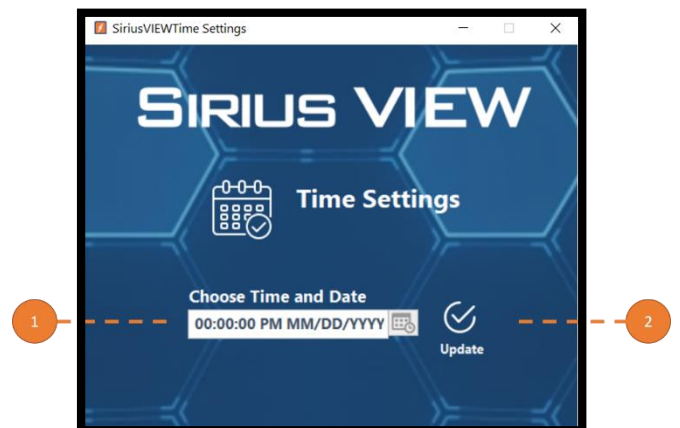 SiriusVIEWTime Settings
SIRIUS VIEW
Time Settings
Choose Time and Date
00:00:00 PM MM/DD/YYYY
Update
1
2